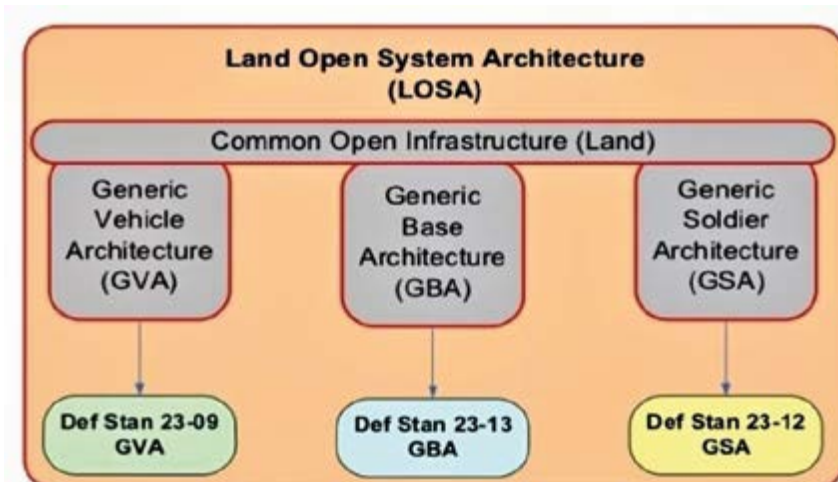 Land Open System Architecture
(LOSA)
Common Open Infrastructure (Land)
Generic
Vehicle
Architecture
(GVA)
Generic
Base
Architecture
(GBA)
Generic
Soldier
Architecture
(GSA)
Def Stan 23-09
GVA
Def Stan 23-13
GBA
Def Stan 23-12
GSA